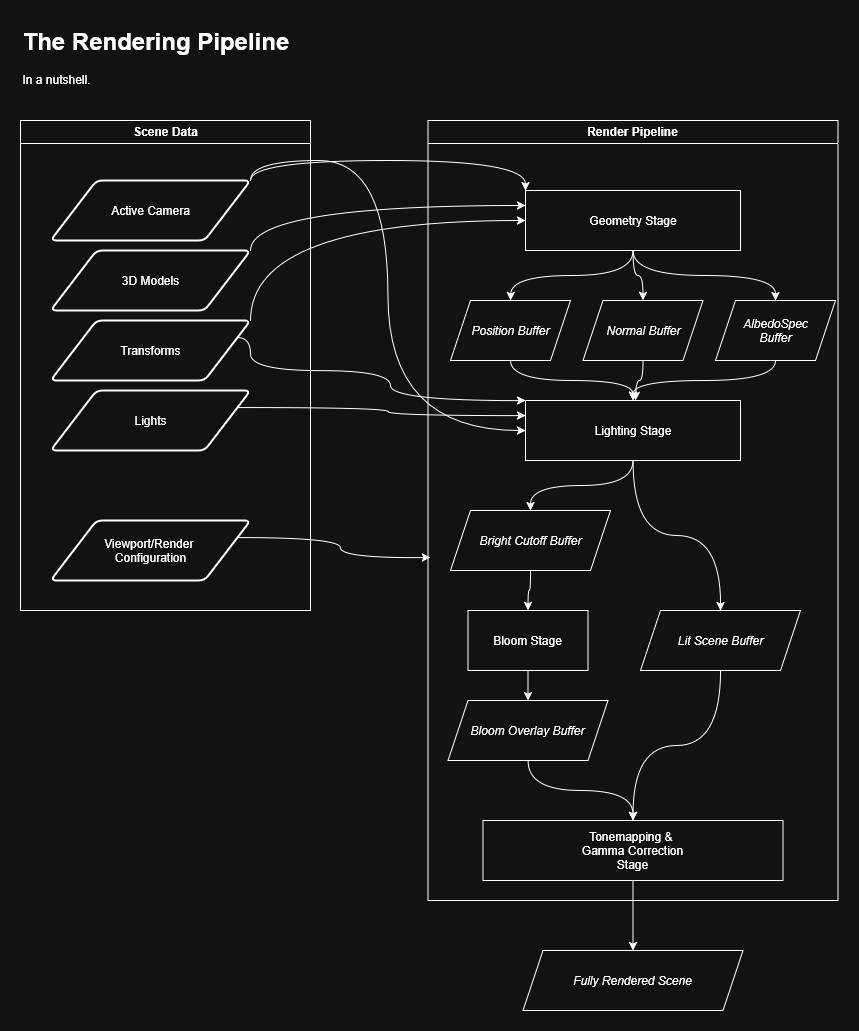 The Rendering Pipeline
In a nutshell.
Scene Data
Active Camera
3D Models
Transforms
Lights
Viewport/Render
Configuration
Render Pipeline
Geometry Stage
Position Buffer
Normal Buffer
AlbedoSpec
Buffer
Lighting Stage
Bright Cutoff Buffer
Bloom Stage
Lit Scene Buffer
Bloom Overlay Buffer
Tonemapping &
Gamma Correction
Stage
Fully Rendered Scene